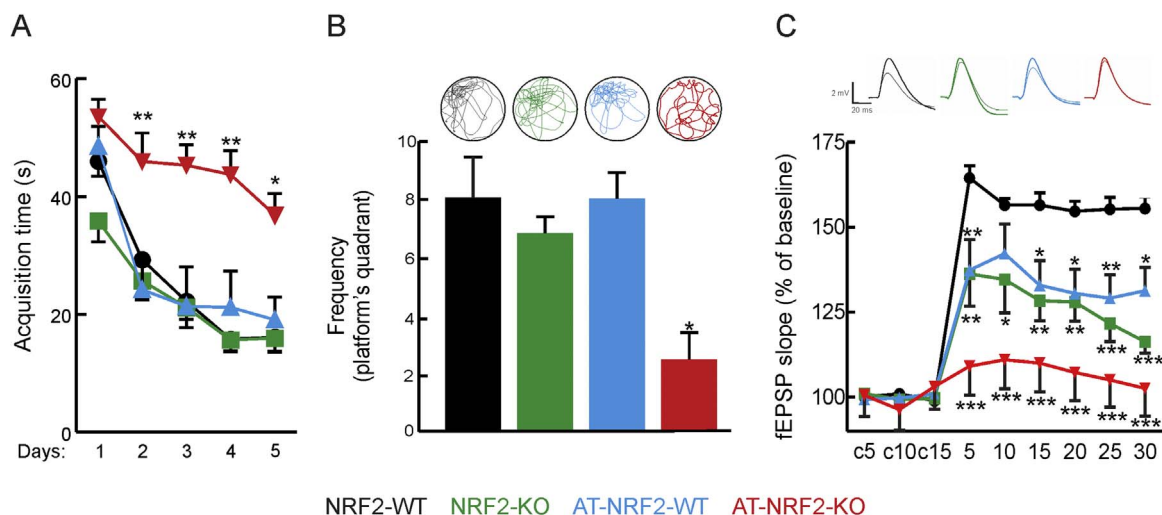 A
B
C
60
40
20
0
Acquisition time (s)
**
**
**
*
Days:
1 2 3 4 5
10
8
6
4
2
0
Frequency
(platform's quadrant)
*
2 mV
20 ms
175
150
125
100
fEPSP slope (% of baseline)
** * * ** *
** * ** ** *** ***
*** *** *** *** *** ***
c5 c10 c15 5 10 15 20 25 30
NRF2-WT NRF2-KO AT-NRF2-WT AT-NRF2-KO